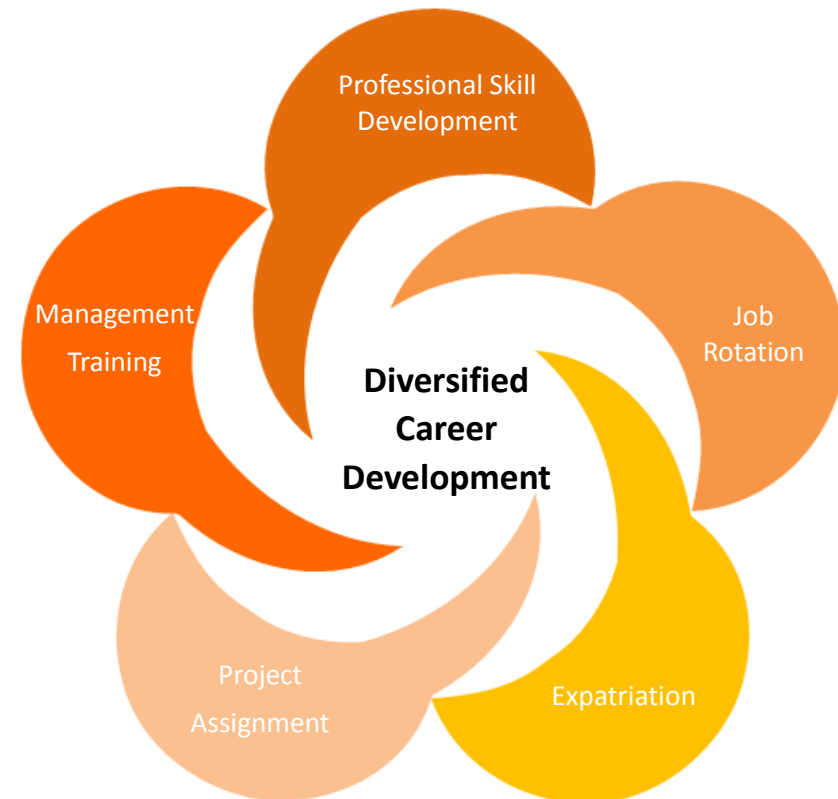 Professional Skill
Development
Job
Rotation
Expatriation
Project
Assignment
Management
Training
Diversified
Career
Development